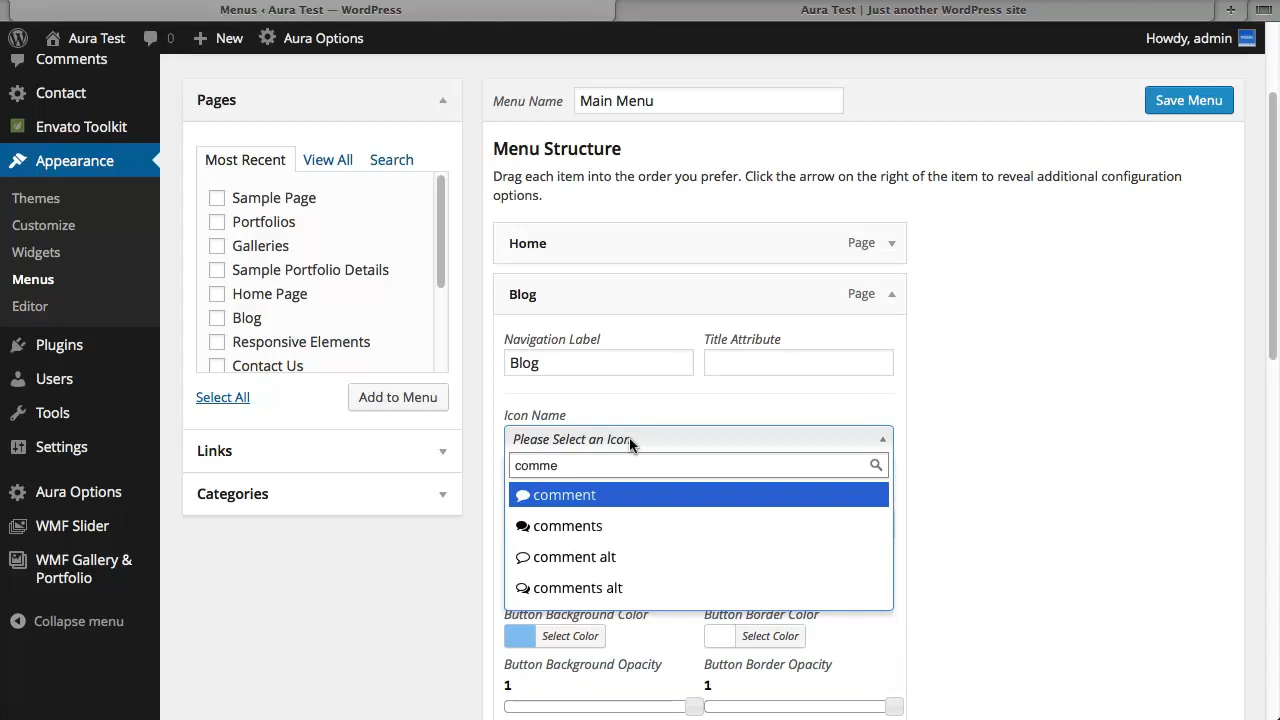 Menus ‹ Aura Test — WordPress
Aura Test | Just another WordPress site
Aura Test
0
New
Aura Options
Howdy, admin
Comments
Contact
Envato Toolkit
Appearance
Themes
Customize
Widgets
Menus
Editor
Plugins
Users
Tools
Settings
Aura Options
WMF Slider
WMF Gallery &
Portfolio
Collapse menu
Pages
Most Recent
View All
Search
Sample Page
Portfolios
Galleries
Sample Portfolio Details
Home Page
Blog
Responsive Elements
Contact Us
Select All
Add to Menu
Links
Categories
Menu Name
Main Menu
Save Menu
Menu Structure
Drag each item into the order you prefer. Click the arrow on the right of the item to reveal additional configuration
options.
Home
Page
Blog
Page
Navigation Label
Title Attribute
Blog
Icon Name
Please Select an Icon
comme
comment
comments
comment alt
comments alt
Button Background Color
Button Border Color
Select Color
Select Color
Button Background Opacity
Button Border Opacity
1
1